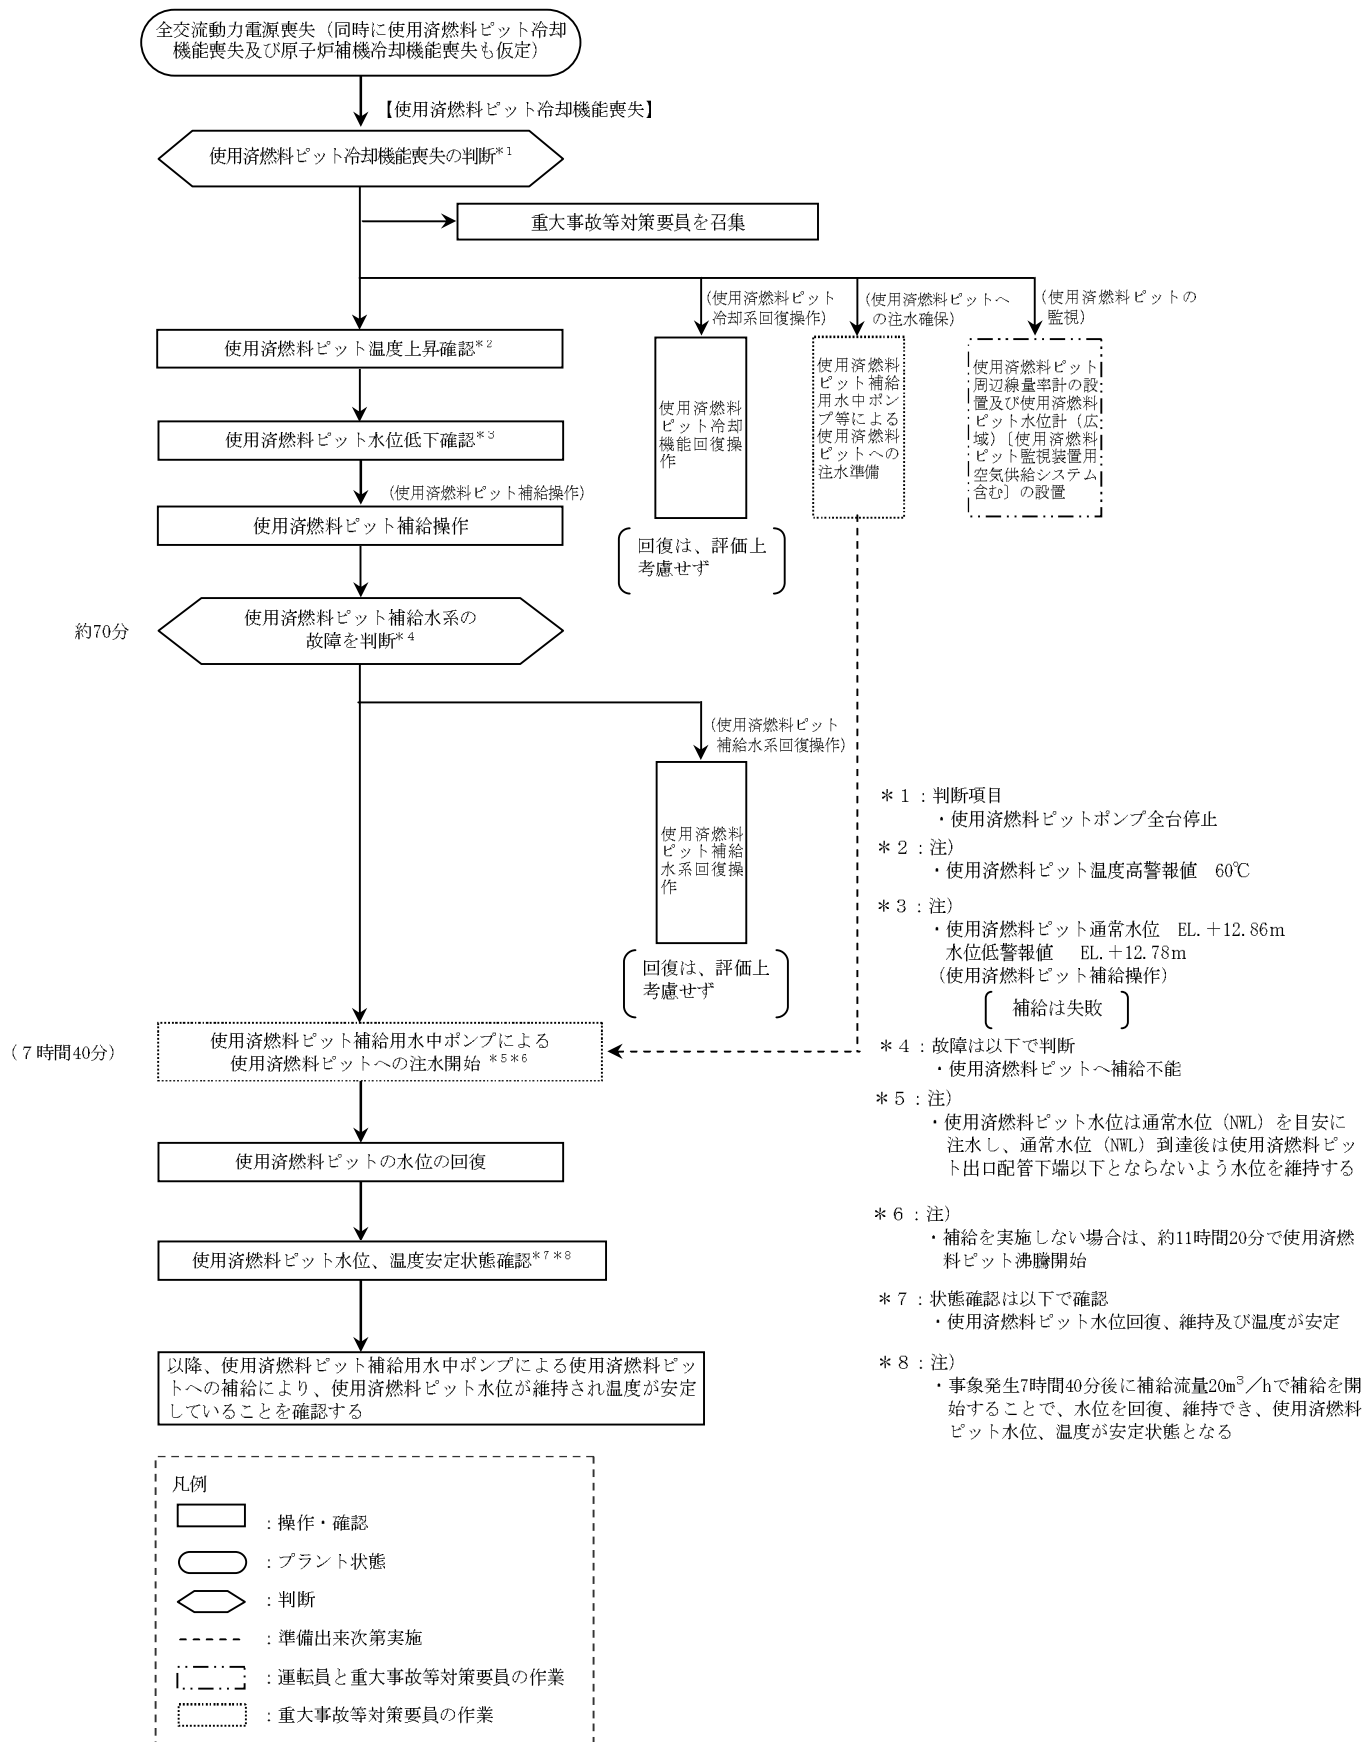 全交流動力電源喪失（同時に使用済燃料ピット冷却
機能喪失及び原子炉補機冷却機能喪失も仮定）
【使用済燃料ピット冷却機能喪失】
使用済燃料ピット冷却機能喪失の判断*1
重大事故等対策要員を召集
(使用済燃料ピット
冷却系回復操作)
(使用済燃料ピットへ
の注水確保)
(使用済燃料ピットの
監視)
使用済燃料ピット温度上昇確認*2
使用済燃料ピット水位低下確認*3
(使用済燃料ピット補給操作)
使用済燃料ピット補給操作
使用済燃料
ピット冷却
機能回復操
作
使用済燃料
ピット補給
用水中ポン
プ等による
使用済燃料
ピットへの
注水準備
使用済燃料ピット
周辺線量率計の設
置及び使用済燃料
ピット水位計（広
域）〔使用済燃料
ピット監視装置用
空気供給システム
含む〕の設置
回復は、評価上
考慮せず
約70分
使用済燃料ピット補給水系の
故障を判断*4
(使用済燃料ピット
補給水系回復操作)
使用済燃料
ピット補給
水系回復操
作
回復は、評価上
考慮せず
（７時間40分）
使用済燃料ピット補給用水中ポンプによる
使用済燃料ピットへの注水開始 *5*6
使用済燃料ピットの水位の回復
使用済燃料ピット水位、温度安定状態確認*7*8
以降、使用済燃料ピット補給用水中ポンプによる使用済燃料ピッ
トへの補給により、使用済燃料ピット水位が維持され温度が安定
していることを確認する
＊１：判断項目
・使用済燃料ピットポンプ全台停止
＊２：注）
・使用済燃料ピット温度高警報値　60℃
＊３：注）
・使用済燃料ピット通常水位　EL.＋12.86m
水位低警報値　EL.＋12.78m
（使用済燃料ピット補給操作）
補給は失敗
＊４：故障は以下で判断
・使用済燃料ピットへ補給不能
＊５：注）
・使用済燃料ピット水位は通常水位（NWL）を目安に
注水し、通常水位（NWL）到達後は使用済燃料ピッ
ト出口配管下端以下とならないよう水位を維持する
＊６：注）
・補給を実施しない場合は、約11時間20分で使用済燃
料ピット沸騰開始
＊７：状態確認は以下で確認
・使用済燃料ピット水位回復、維持及び温度が安定
＊８：注）
・事象発生7時間40分後に補給流量20m³／hで補給を開
始することで、水位を回復、維持でき、使用済燃料
ピット水位、温度が安定状態となる
凡例
：操作・確認
：プラント状態
：判断
：準備出来次第実施
：運転員と重大事故等対策要員の作業
：重大事故等対策要員の作業